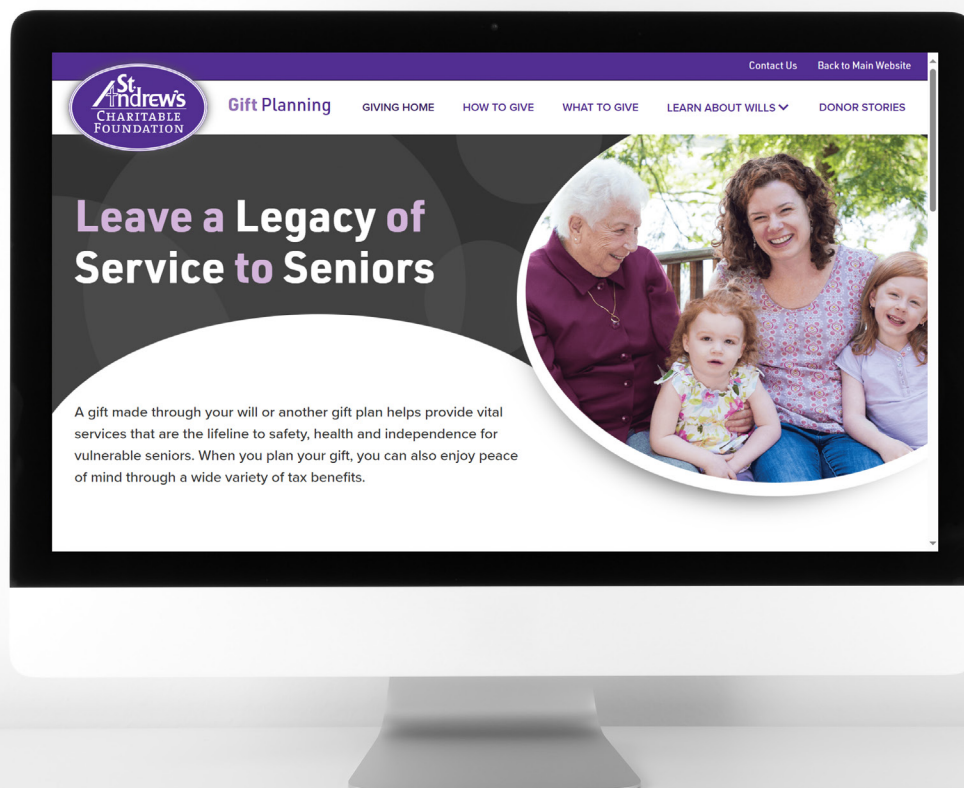 Contact Us Back to Main Website
St.
Andrew's
CHARITABLE
FOUNDATION
Gift Planning GIVING HOME HOW TO GIVE WHAT TO GIVE LEARN ABOUT WILLS DONOR STORIES
Leave a Legacy of
Service to Seniors
A gift made through your will or another gift plan helps provide vital
services that are the lifeline to safety, health and independence for
vulnerable seniors. When you plan your gift, you can also enjoy peace
of mind through a wide variety of tax benefits.